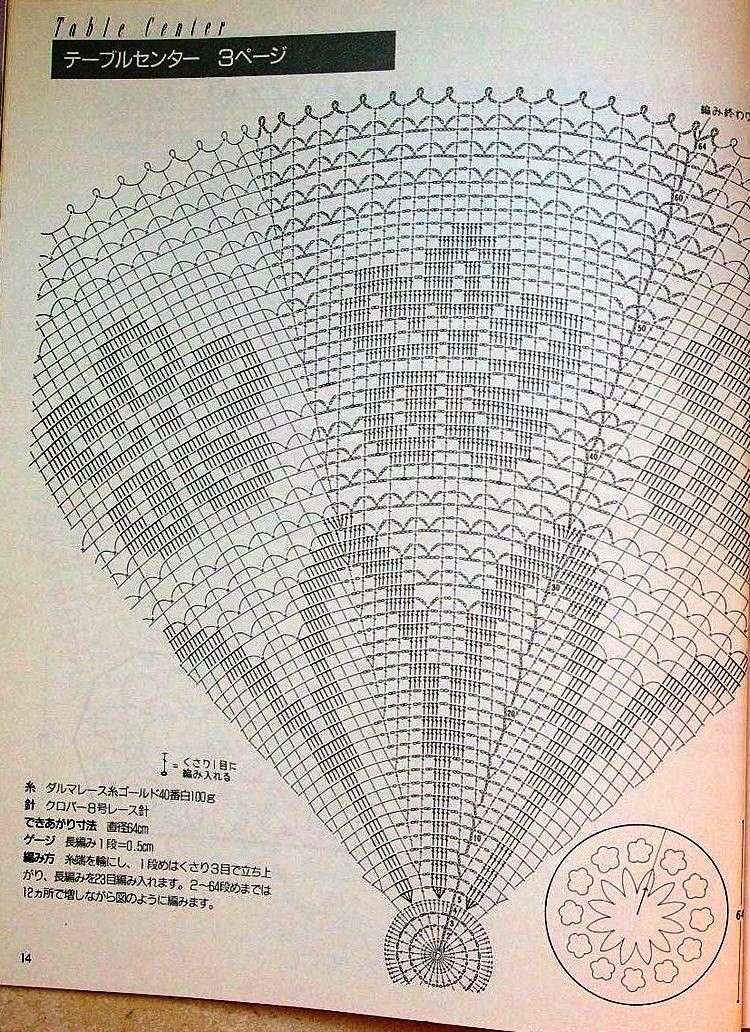 Table Center
テーブルセンター 3ページ
編み終わり
64
60
50
40
30
20
10
5
=くさり1目に
編み入れる
糸 ダルマレース糸ゴールド40番白100g
針 クロバー8号レース針
できあがり寸法 直径64cm
ゲージ 長編み1段=0.5cm
編み方 糸端を輪にし、1段めはくさり3目で立ち上
がり、長編みを23目編み入れます。2〜64段めまでは
12ヵ所で増しながら図のように編みます。
14